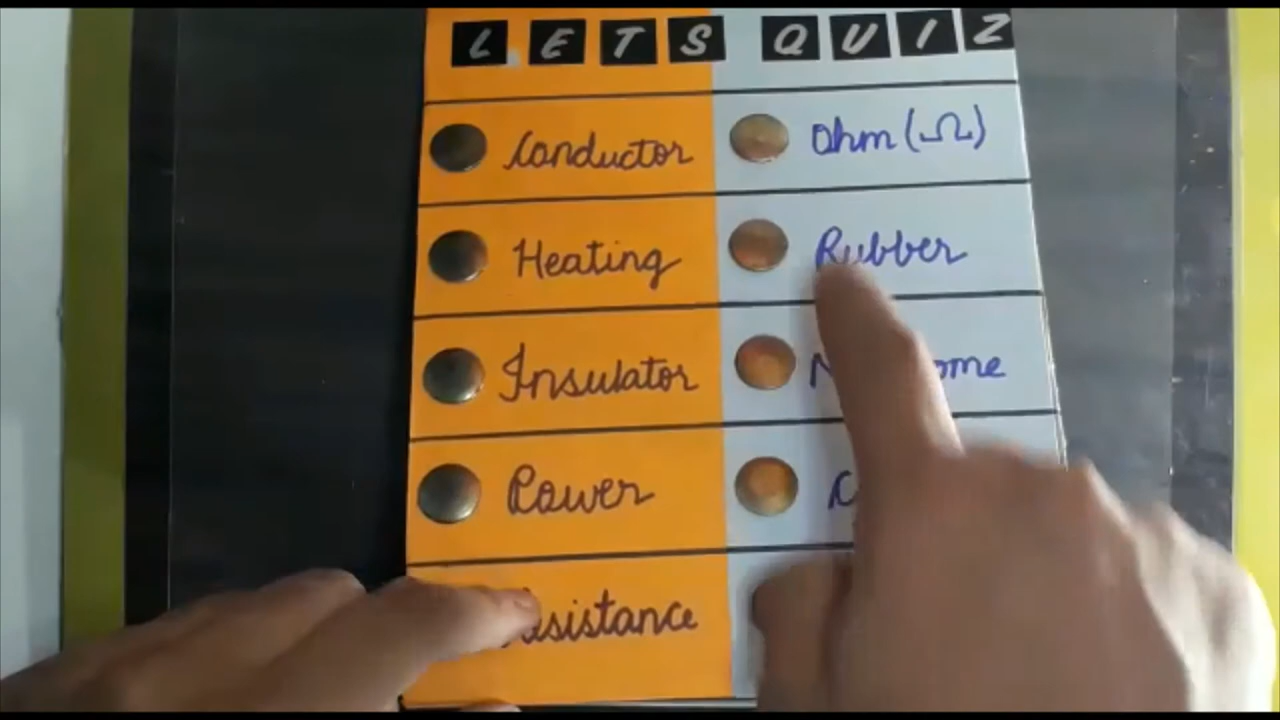 LETS QUIZ
Conductor
Ohm (Ω)
Heating
Rubber
Insulator
Power